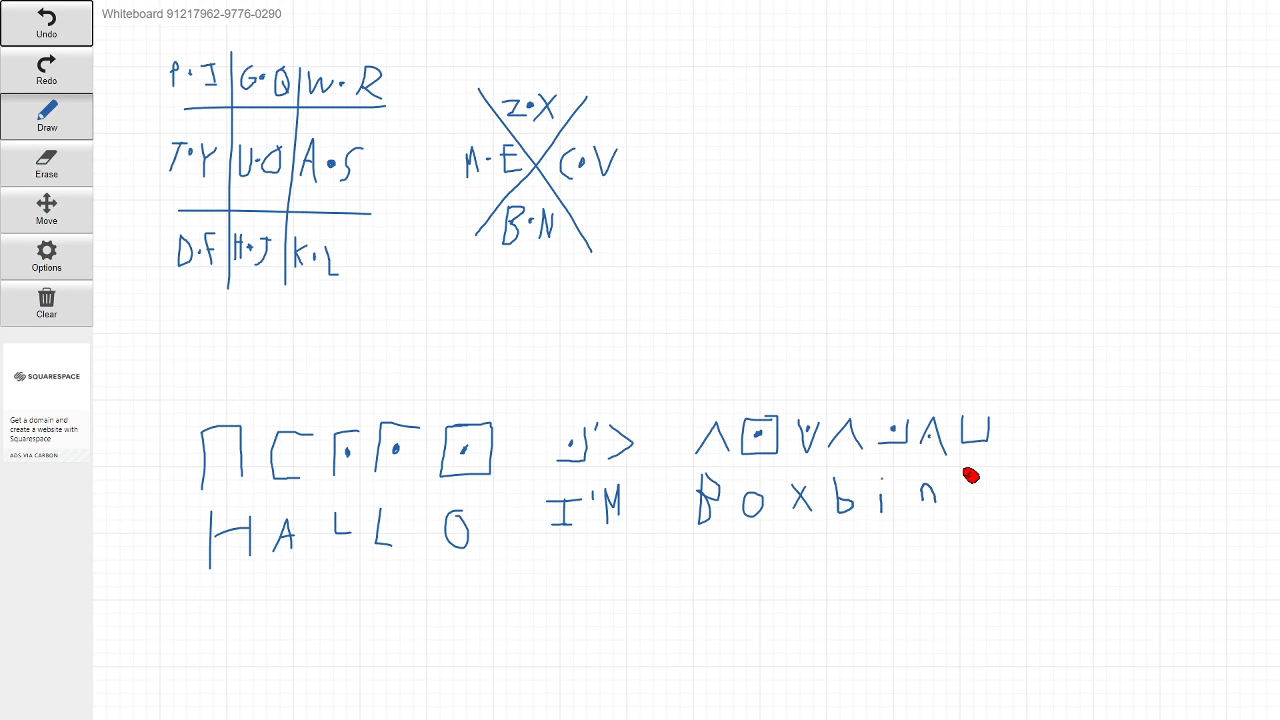 Whiteboard 91217962-9776-0290
Undo
Redo
Draw
Erase
Move
Options
Clear
SQUARESPACE
Get a domain and
create a website with
Squarespace
ADS VIA CARBON
P·I G·Q W·R
T·Y U·O A·S
D·F H·J K·L
Z·X
M·E C·V
B·N
HALLO I'M Boxbin